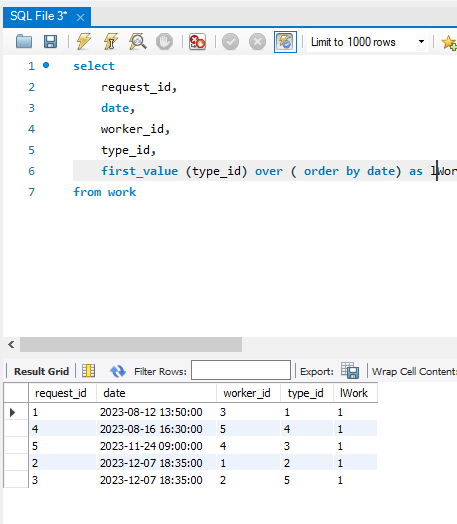 SQL File 3*
Limit to 1000 rows
1 select
2 request_id,
3 date,
4 worker_id,
5 type_id,
6 first_value (type_id) over ( order by date) as lWor
7 from work
Result Grid Filter Rows: Export: Wrap Cell Content:
request_id date worker_id type_id lWork
1 2023-08-12 13:50:00 3 1 1
4 2023-08-16 16:30:00 5 4 1
5 2023-11-24 09:00:00 4 3 1
2 2023-12-07 18:35:00 1 2 1
3 2023-12-07 18:35:00 2 5 1